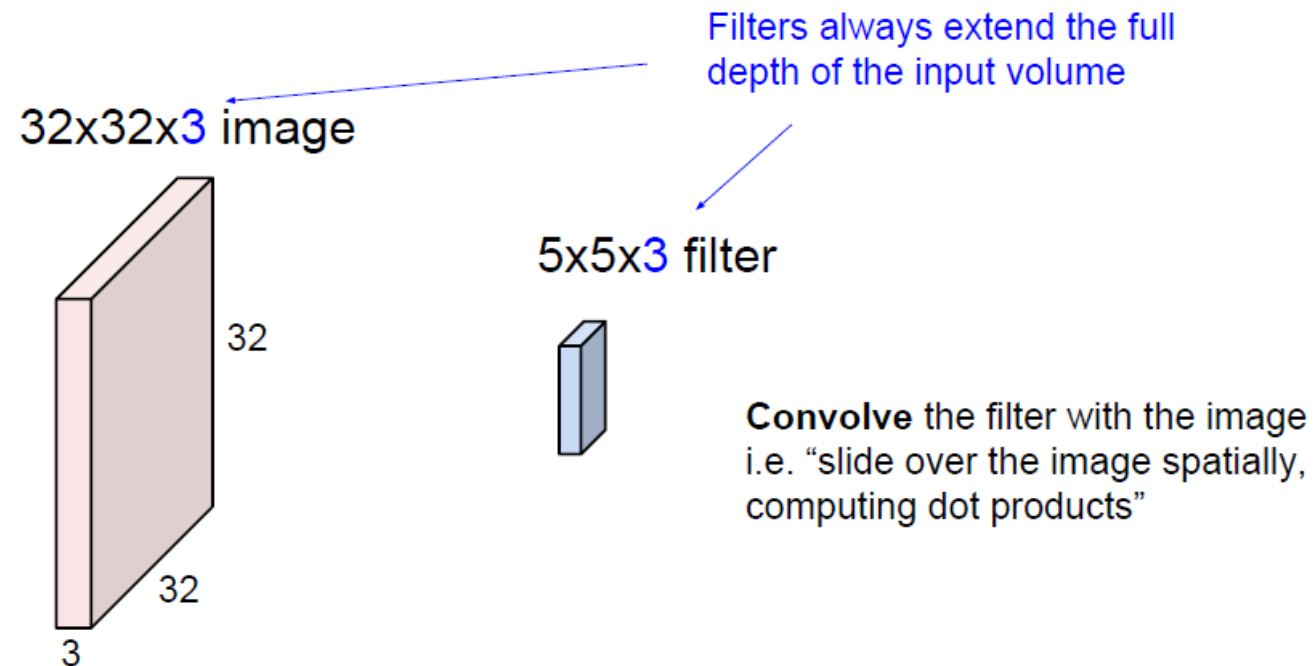 Filters always extend the full
depth of the input volume
32x32x3 image
5x5x3 filter
32
Convolve the filter with the image
i.e. “slide over the image spatially,
computing dot products”
32
3